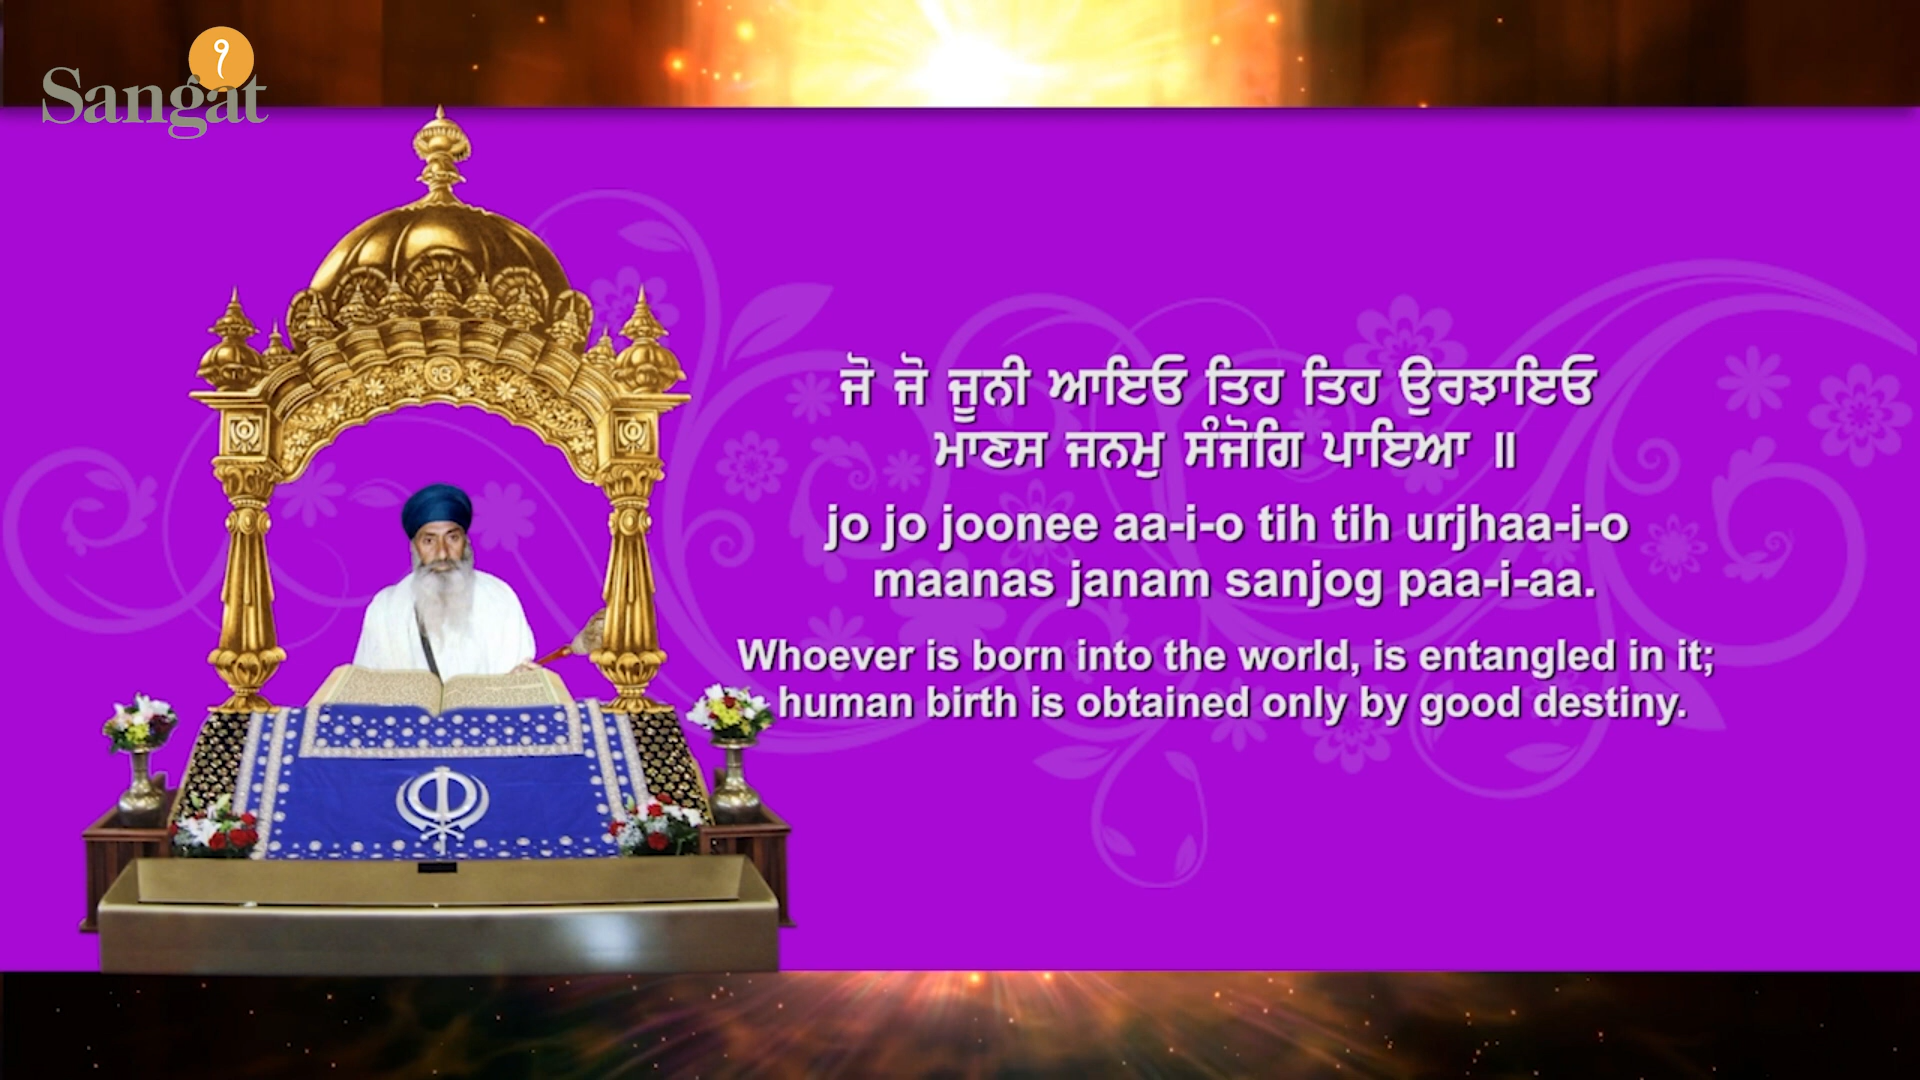 Sangat
੧
ਜੋ ਜੋ ਜੂਨੀ ਆਇਓ ਤਿਹ ਤਿਹ ਉਰਝਾਇਓ
ਮਾਣਸ ਜਨਮੁ ਸੰਜੋਗਿ ਪਾਇਆ ॥
jo jo joonee aa-i-o tih tih urjhaa-i-o
maanas janam sanjog paa-i-aa.
Whoever is born into the world, is entangled in it;
human birth is obtained only by good destiny.